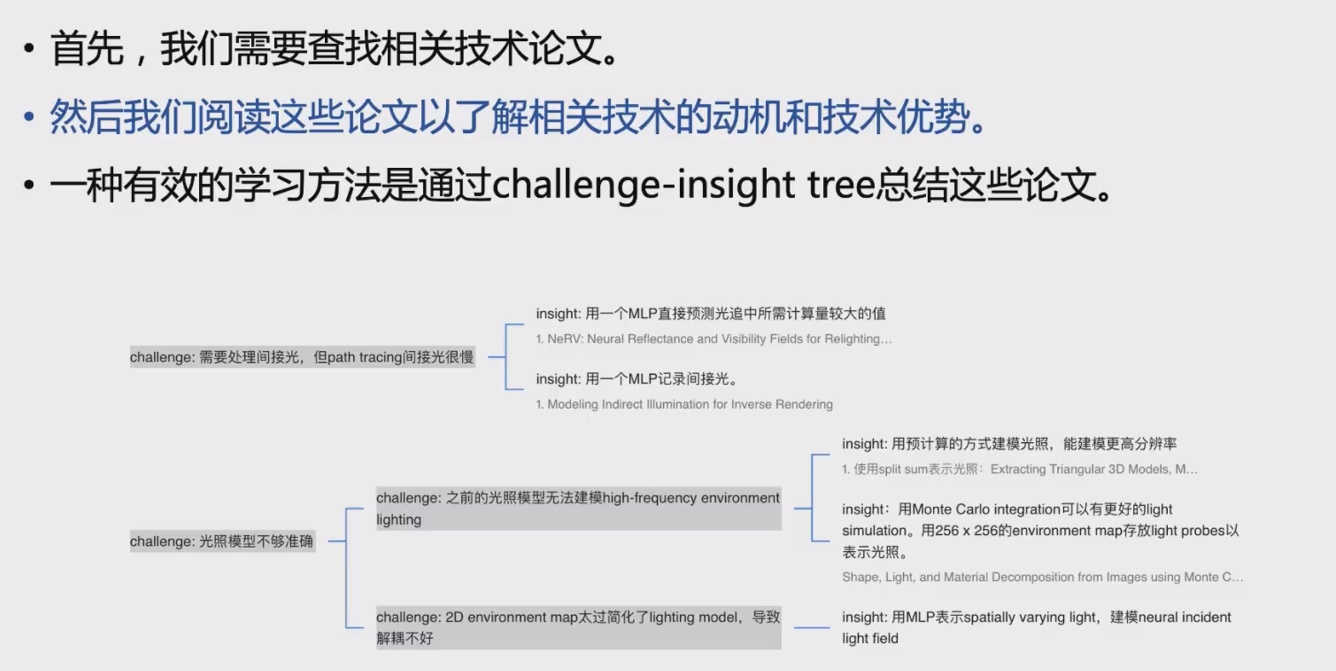 • 首先，我们需要查找相关技术论文。
• 然后我们阅读这些论文以了解相关技术的动机和技术优势。
• 一种有效的学习方法是通过challenge-insight tree总结这些论文。
challenge: 需要处理间接光，但path tracing间接光很慢
insight: 用一个MLP直接预测光追中所需计算量较大的值
1. NeRV: Neural Reflectance and Visibility Fields for Relighting...
insight: 用一个MLP记录间接光。
1. Modeling Indirect Illumination for Inverse Rendering
challenge: 光照模型不够准确
challenge: 之前的光照模型无法建模high-frequency environment
lighting
insight: 用预计算的方式建模光照，能建模更高分辨率
1. 使用split sum表示光照：Extracting Triangular 3D Models, M...
insight：用Monte Carlo integration可以有更好的light
simulation。用256 x 256的environment map存放light probes以
表示光照。
Shape, Light, and Material Decomposition from Images using Monte C...
challenge: 2D environment map太过简化了lighting model，导致
解耦不好
insight: 用MLP表示spatially varying light，建模neural incident
light field